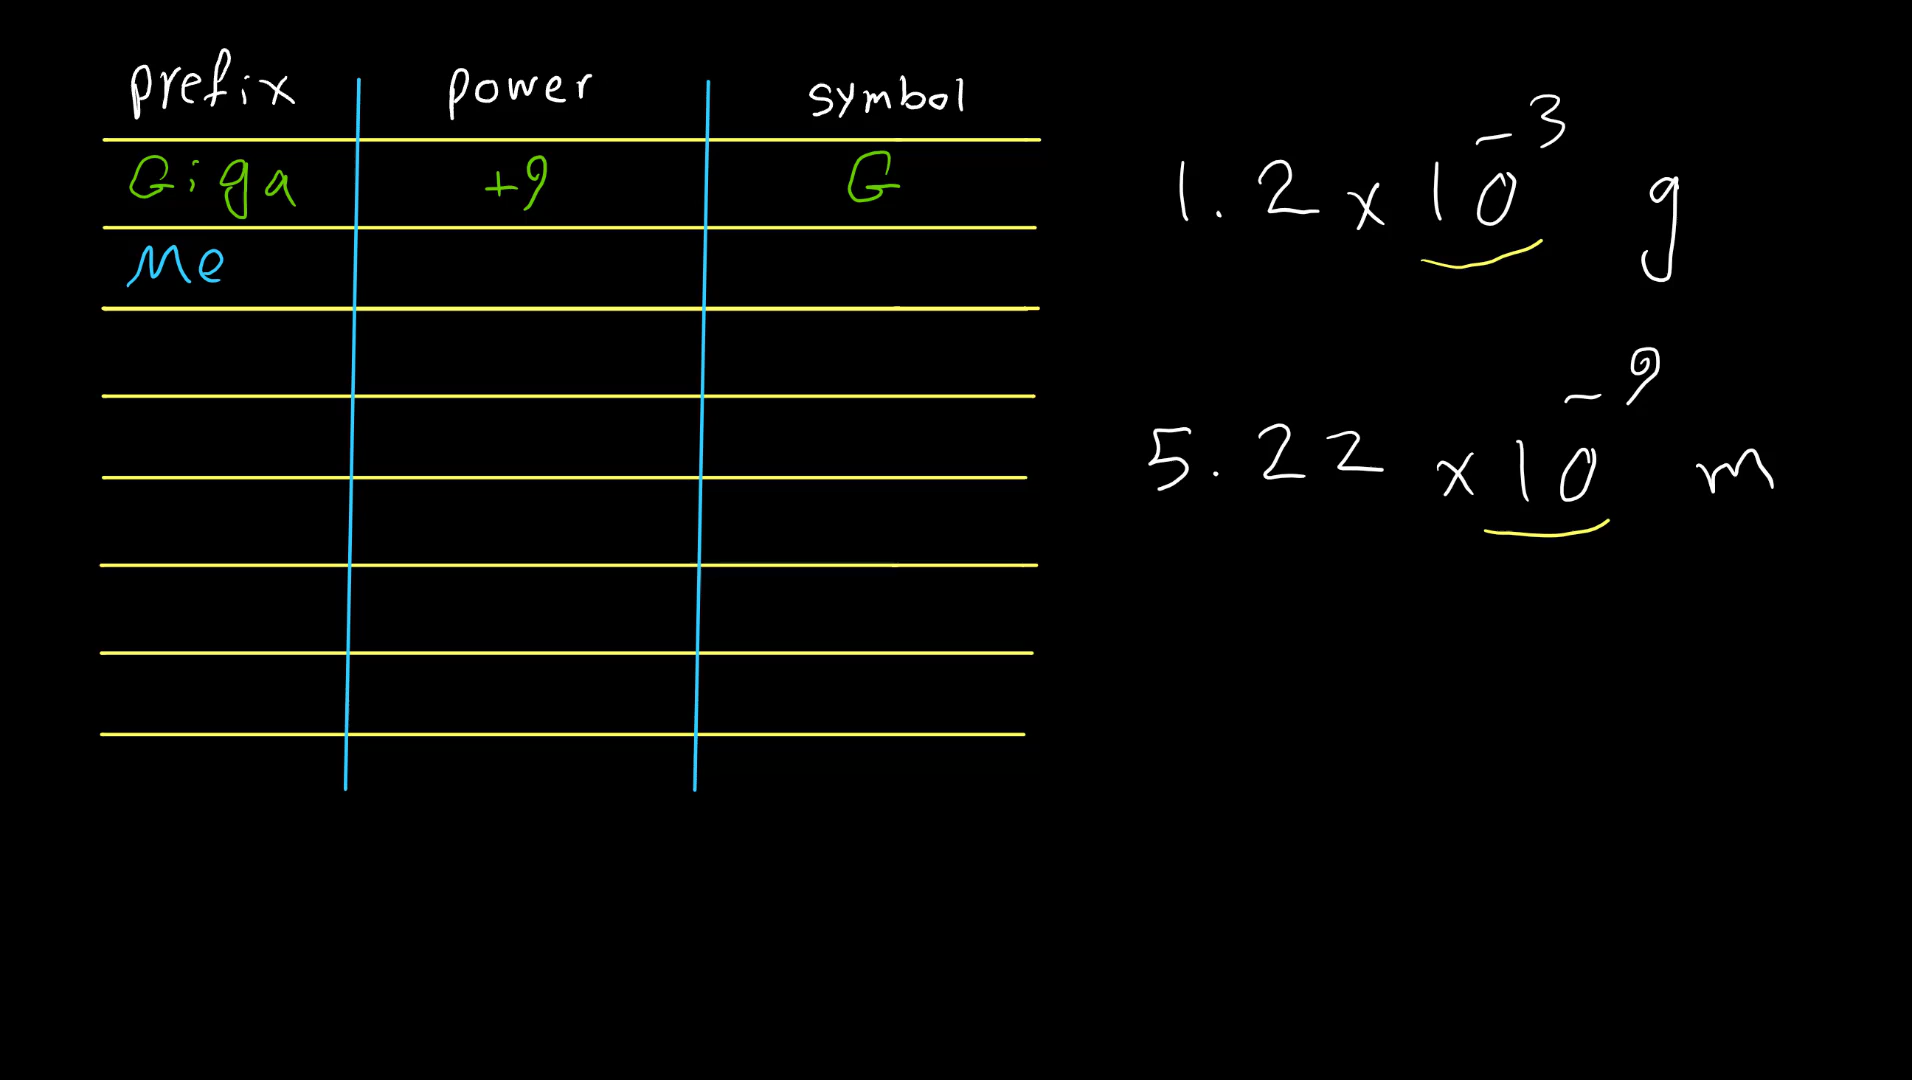 prefix power symbol
Giga +9 G
Me
1.2 x 10⁻³ g
5.22 x 10⁻⁹ m